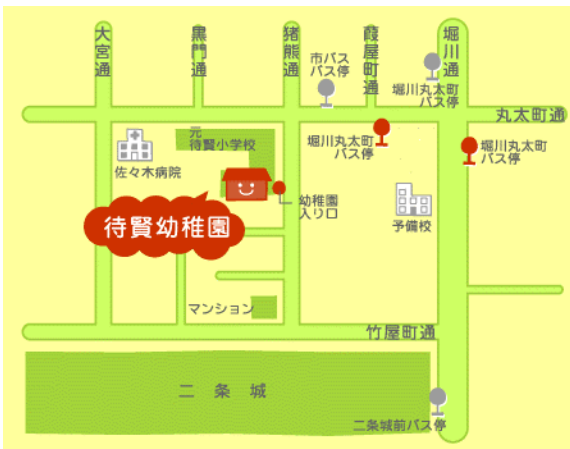 大宮通
黒門通
猪熊通
葭屋町通
堀川通
市バス
バス停
堀川丸太町
バス停
丸太町通
元
待賢小学校
堀川丸太町
バス停
堀川丸太町
バス停
佐々木病院
幼稚園
入り口
待賢幼稚園
予備校
マンション
竹屋町通
二条城
二条城前バス停